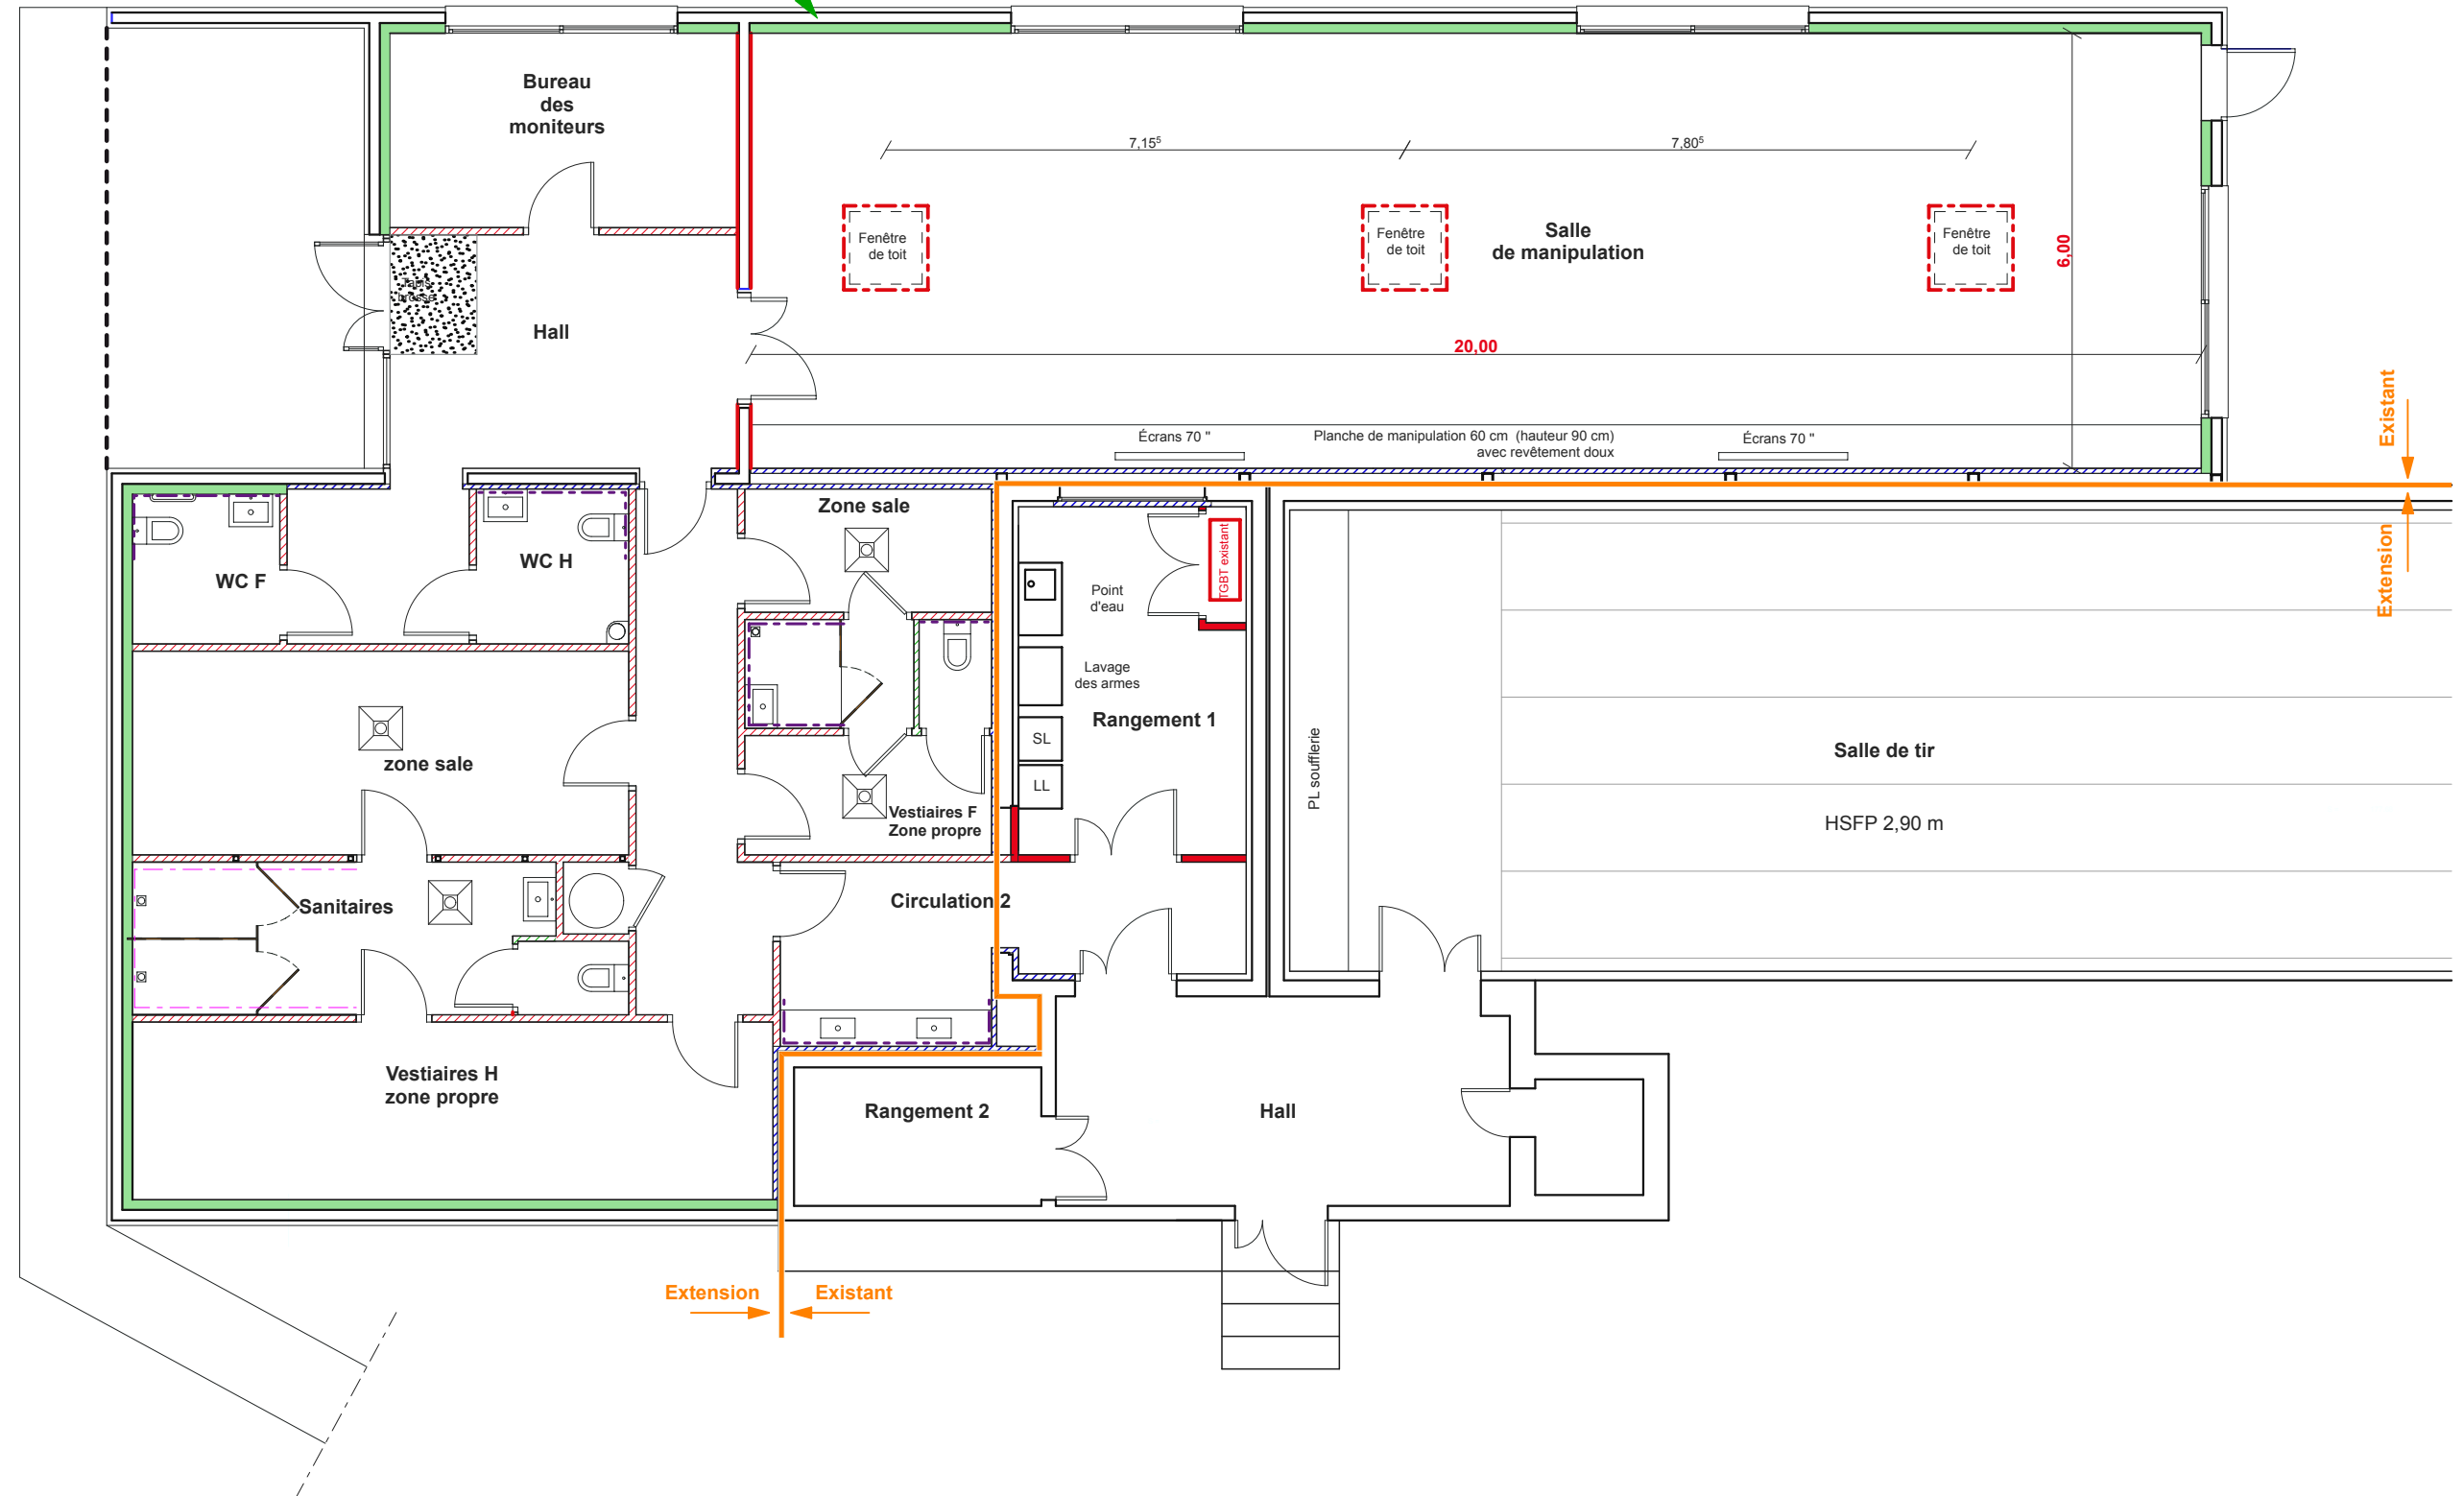 Bureau
des
moniteurs
7,15⁵
7,80⁵
Fenêtre
de toit
Fenêtre
de toit
Salle
de manipulation
Fenêtre
de toit
6,00
Tapis
brosse
Hall
20,00
Écrans 70 "
Planche de manipulation 60 cm (hauteur 90 cm)
avec revêtement doux
Écrans 70 "
Existant
Extension
Zone sale
WC F
WC H
TGBT existant
Point
d'eau
Lavage
des armes
Rangement 1
SL
LL
PL soufflerie
Salle de tir
HSFP 2,90 m
zone sale
Vestiaires F
Zone propre
Sanitaires
Circulation 2
Vestiaires H
zone propre
Rangement 2
Hall
Extension
Existant